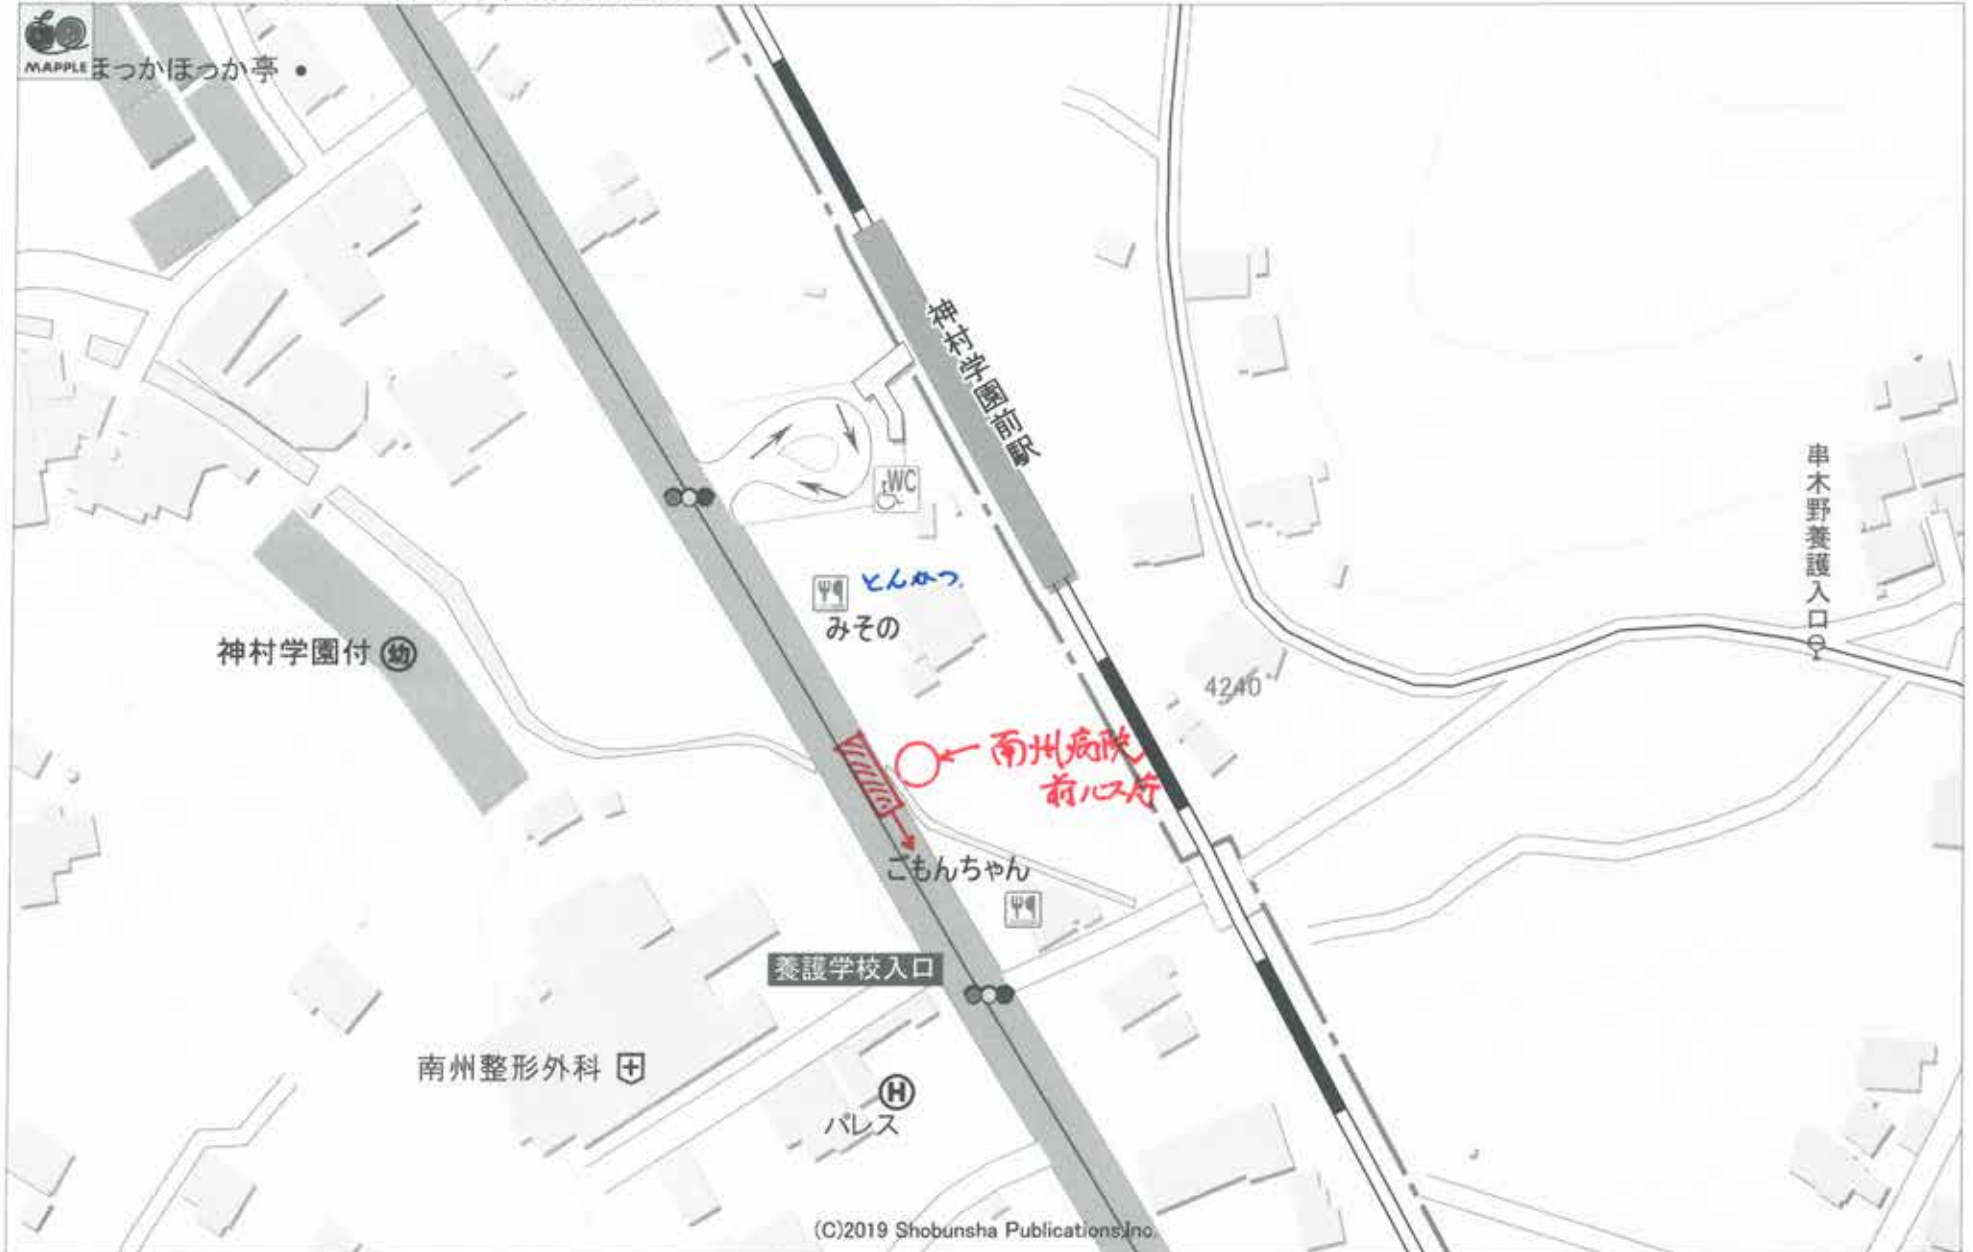 MAPPLE
ほっかほっか亭
神村学園前駅
WC
串木野養護入口
とんかつ
みその
神村学園付 幼
4240
南州病院
前バス停
ごもんちゃん
養護学校入口
南州整形外科
H
パレス
(C)2019 Shobunsha Publications,Inc.